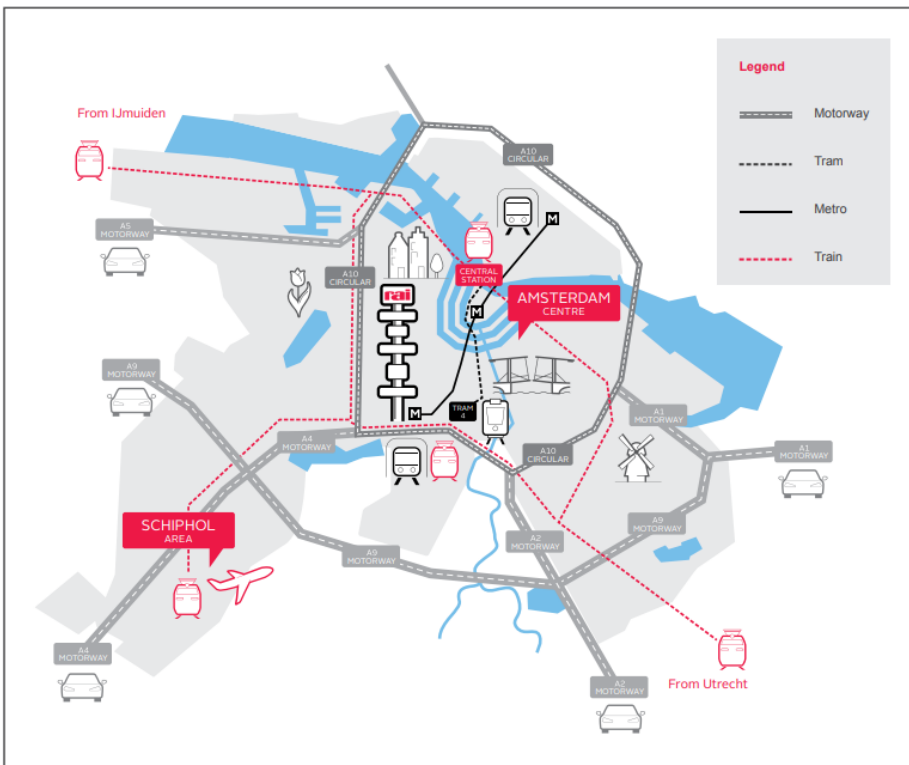 Legend
Motorway
Tram
Metro
Train
From IJmuiden
A10
CIRCULAR
A5
MOTORWAY
M
A10
CIRCULAR
CENTRAL
STATION
rai
AMSTERDAM
CENTRE
M
A9
MOTORWAY
M
TRAM
4
A1
MOTORWAY
A4
MOTORWAY
A10
CIRCULAR
A1
MOTORWAY
SCHIPHOL
AREA
A9
MOTORWAY
A2
MOTORWAY
A9
MOTORWAY
A4
MOTORWAY
From Utrecht
A2
MOTORWAY